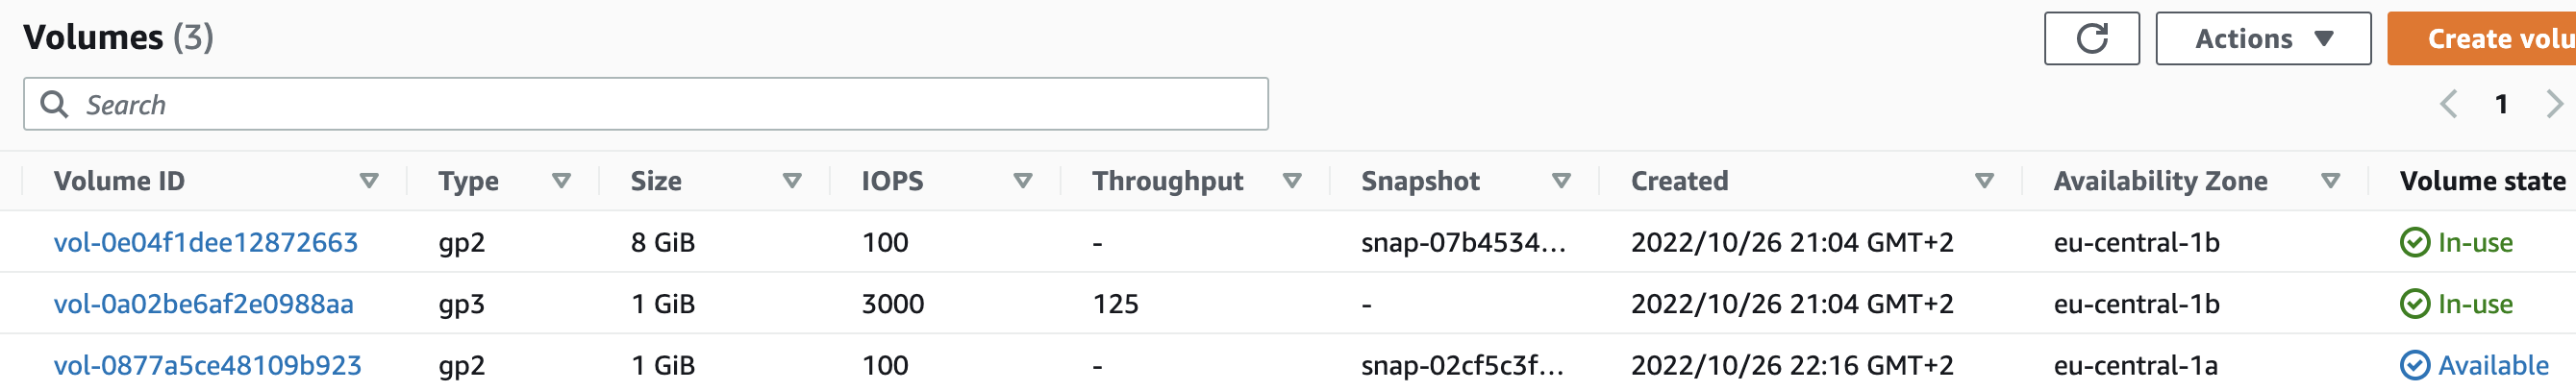 Volumes (3)
Actions
Create volu
Search
1
Volume ID Type Size IOPS Throughput Snapshot Created Availability Zone Volume state
vol-0e04f1dee12872663 gp2 8 GiB 100 - snap-07b4534... 2022/10/26 21:04 GMT+2 eu-central-1b In-use
vol-0a02be6af2e0988aa gp3 1 GiB 3000 125 - 2022/10/26 21:04 GMT+2 eu-central-1b In-use
vol-0877a5ce48109b923 gp2 1 GiB 100 - snap-02cf5c3f... 2022/10/26 22:16 GMT+2 eu-central-1a Available